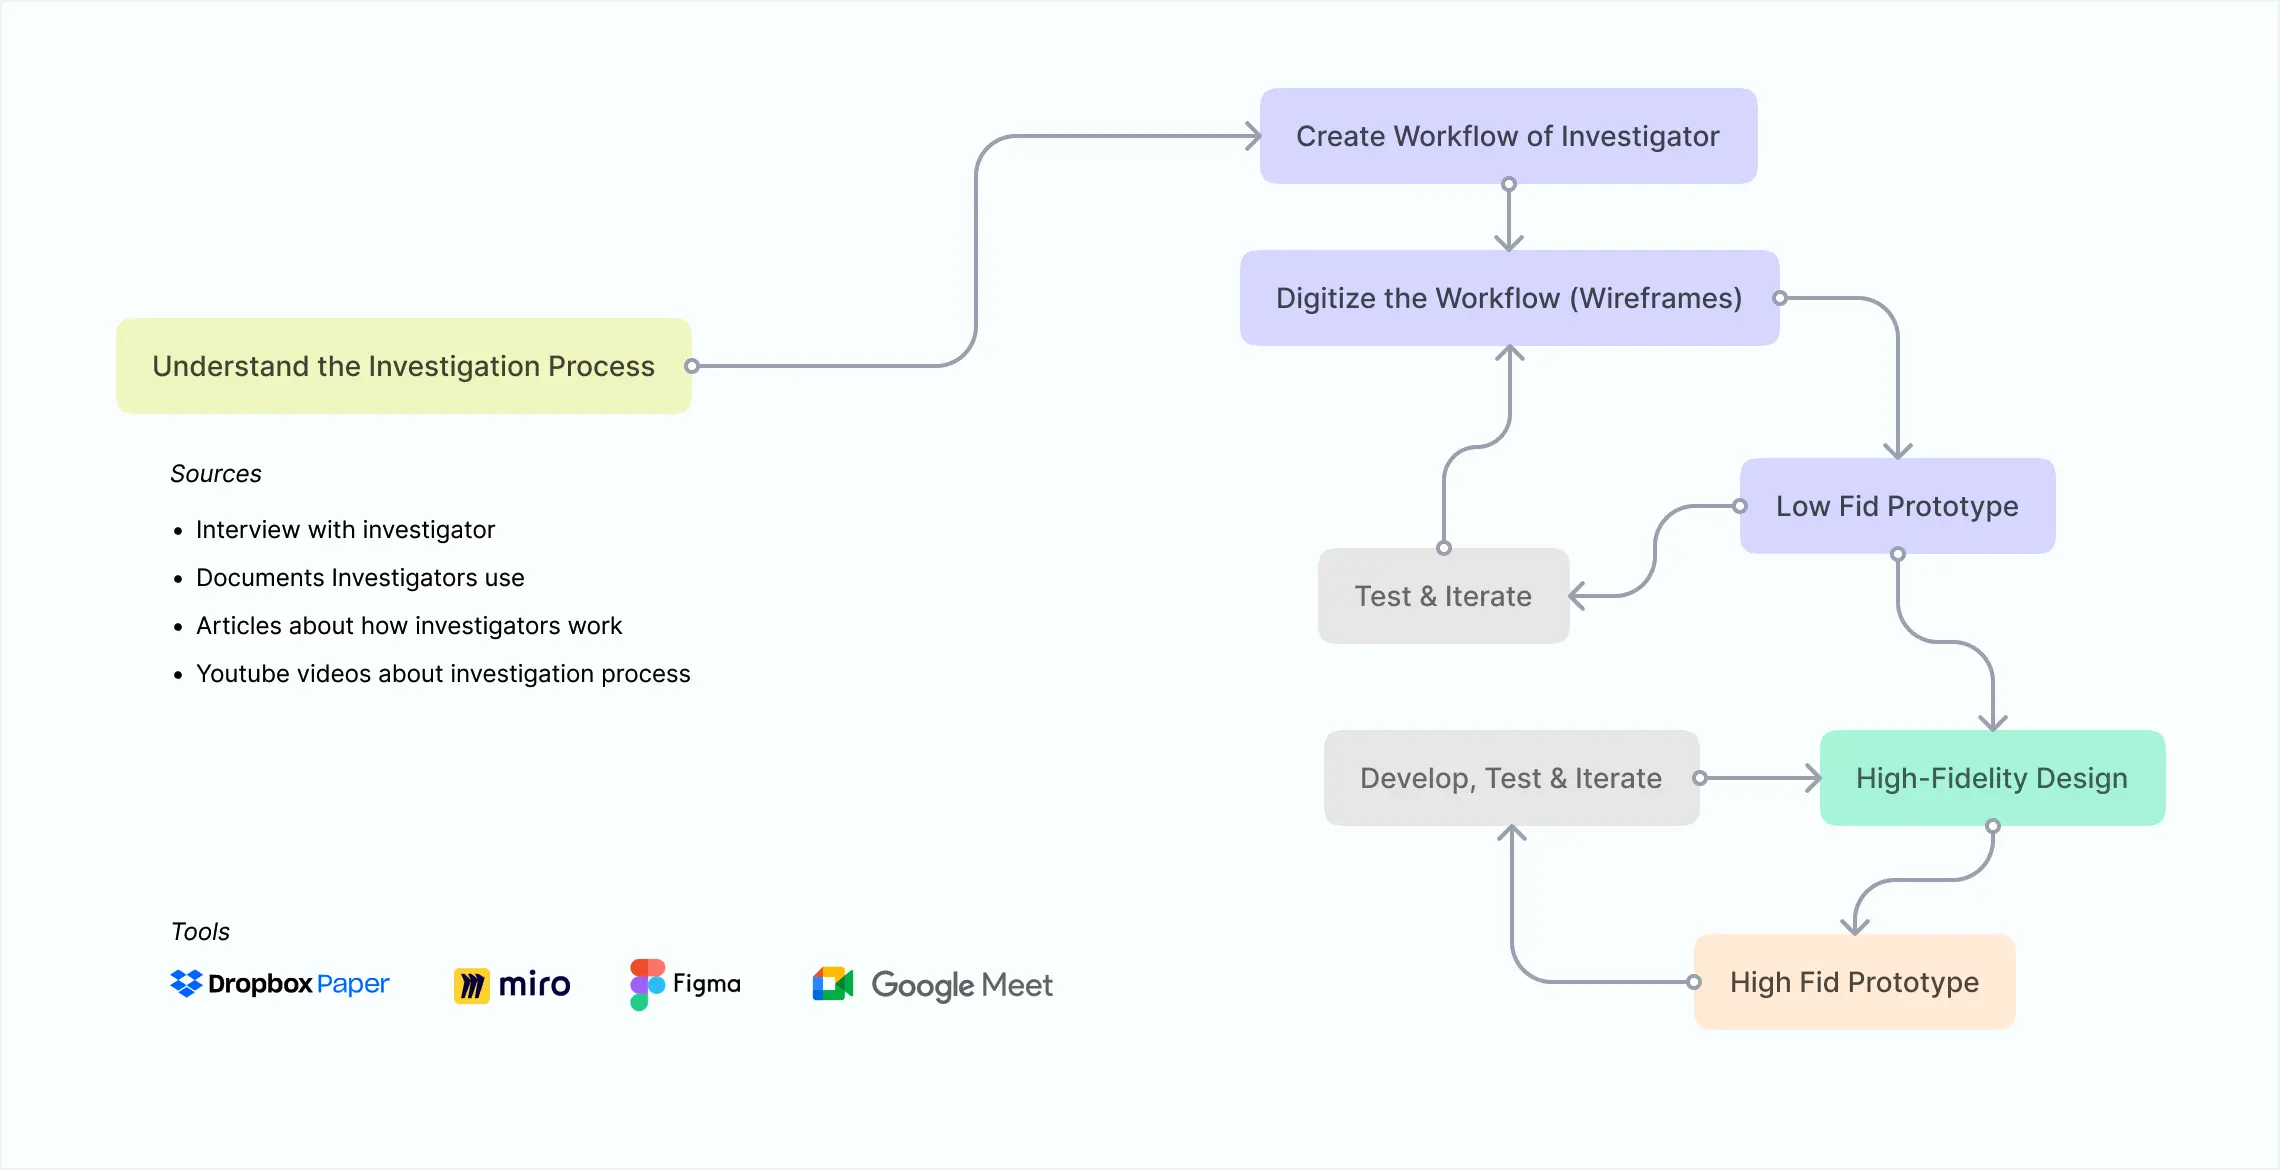 Create Workflow of Investigator
Digitize the Workflow (Wireframes)
Understand the Investigation Process
Sources
• Interview with investigator
• Documents Investigators use
• Articles about how investigators work
• Youtube videos about investigation process
Low Fid Prototype
Test & Iterate
Develop, Test & Iterate
High-Fidelity Design
High Fid Prototype
Tools
Dropbox Paper
miro
Figma
Google Meet